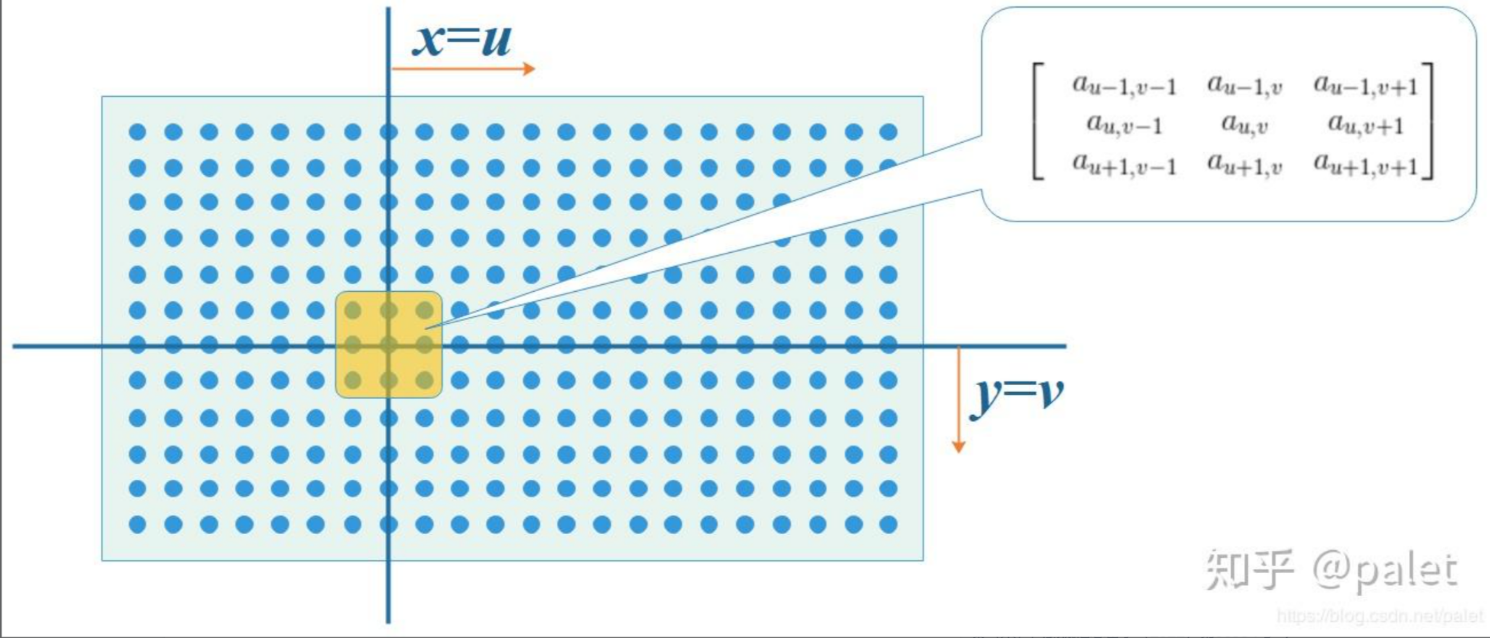 x=u
a_{u-1,v-1} a_{u-1,v} a_{u-1,v+1}
a_{u,v-1} a_{u,v} a_{u,v+1}
a_{u+1,v-1} a_{u+1,v} a_{u+1,v+1}
y=v
知乎 @palet
https://blog.csdn.net/palet